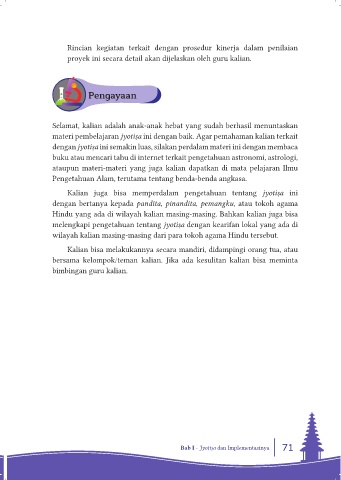 Rincian kegiatan terkait dengan prosedur kinerja dalam penilaian
proyek ini secara detail akan dijelaskan oleh guru kalian.
Pengayaan
Selamat, kalian adalah anak-anak hebat yang sudah berhasil menuntaskan
materi pembelajaran jyotiṣa ini dengan baik. Agar pemahaman kalian terkait
dengan jyotiṣa ini semakin luas, silakan perdalam materi ini dengan membaca
buku atau mencari tahu di internet terkait pengetahuan astronomi, astrologi,
ataupun materi-materi yang juga kalian dapatkan di mata pelajaran Ilmu
Pengetahuan Alam, terutama tentang benda-benda angkasa.
Kalian juga bisa memperdalam pengetahuan tentang jyotiṣa ini
dengan bertanya kepada pandita, pinandita, pemangku, atau tokoh agama
Hindu yang ada di wilayah kalian masing-masing. Bahkan kalian juga bisa
melengkapi pengetahuan tentang jyotiṣa dengan kearifan lokal yang ada di
wilayah kalian masing-masing dari para tokoh agama Hindu tersebut.
Kalian bisa melakukannya secara mandiri, didampingi orang tua, atau
bersama kelompok/teman kalian. Jika ada kesulitan kalian bisa meminta
bimbingan guru kalian.
Bab I - Jyotiṣa dan Implementasinya 71